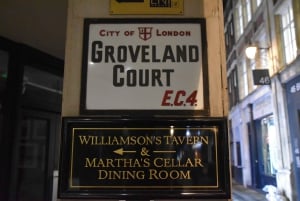 CITY OF LONDON
GROVELAND
COURT
E.C.4.
WILLIAMSON'S TAVERN
&
MARTHA'S CELLAR
DINING ROOM